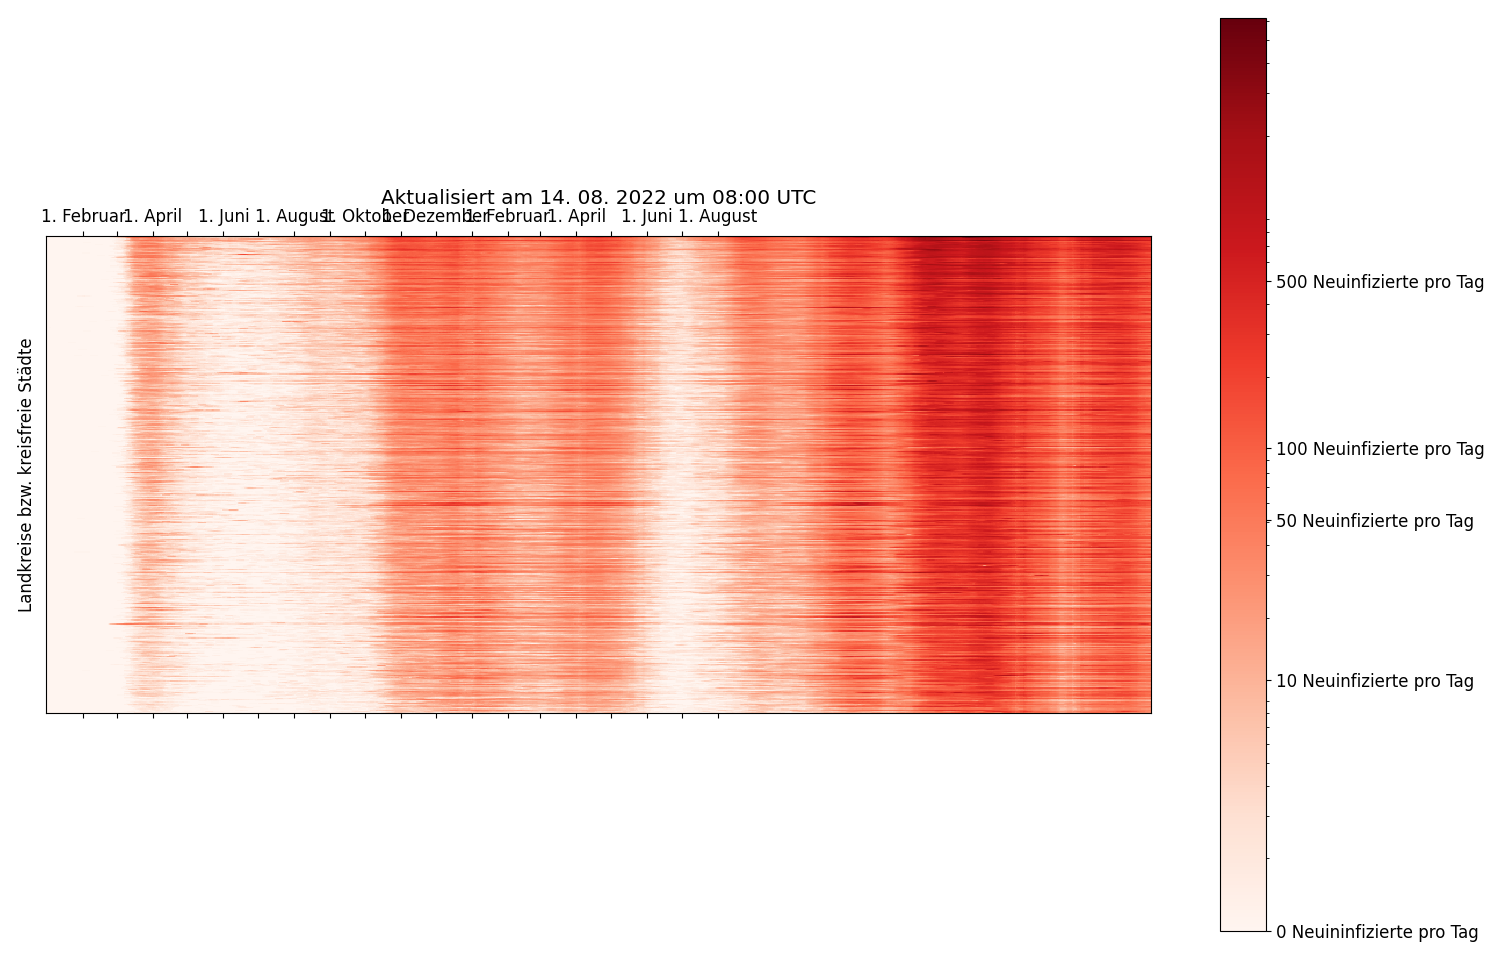 Aktualisiert am 14. 08. 2022 um 08:00 UTC
1. Februar 1. April 1. Juni 1. August 1. Oktober 1. Dezember 1. Februar 1. April 1. Juni 1. August
Landkreise bzw. kreisfreie Städte
500 Neuinfizierte pro Tag
100 Neuinfizierte pro Tag
50 Neuinfizierte pro Tag
10 Neuinfizierte pro Tag
0 Neuininfizierte pro Tag